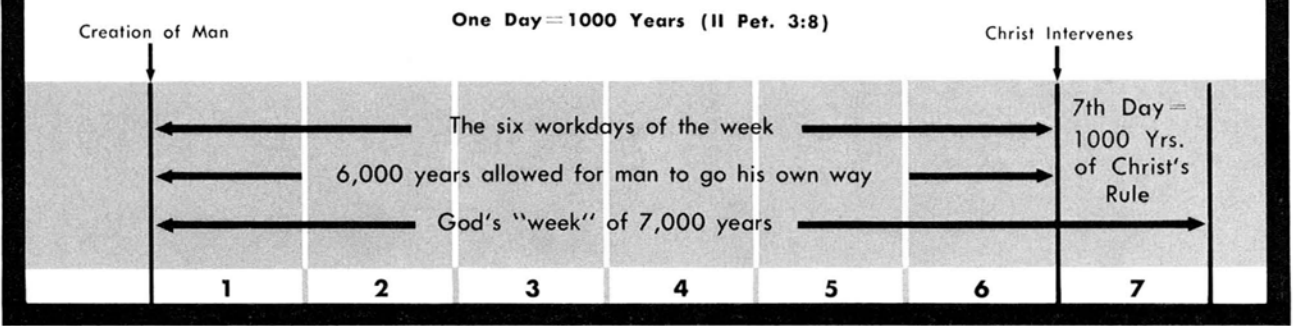 One Day = 1000 Years (II Pet. 3:8)
Creation of Man
Christ Intervenes
The six workdays of the week
6,000 years allowed for man to go his own way
God's "week" of 7,000 years
7th Day =
1000 Yrs.
of Christ's
Rule
1 2 3 4 5 6 7